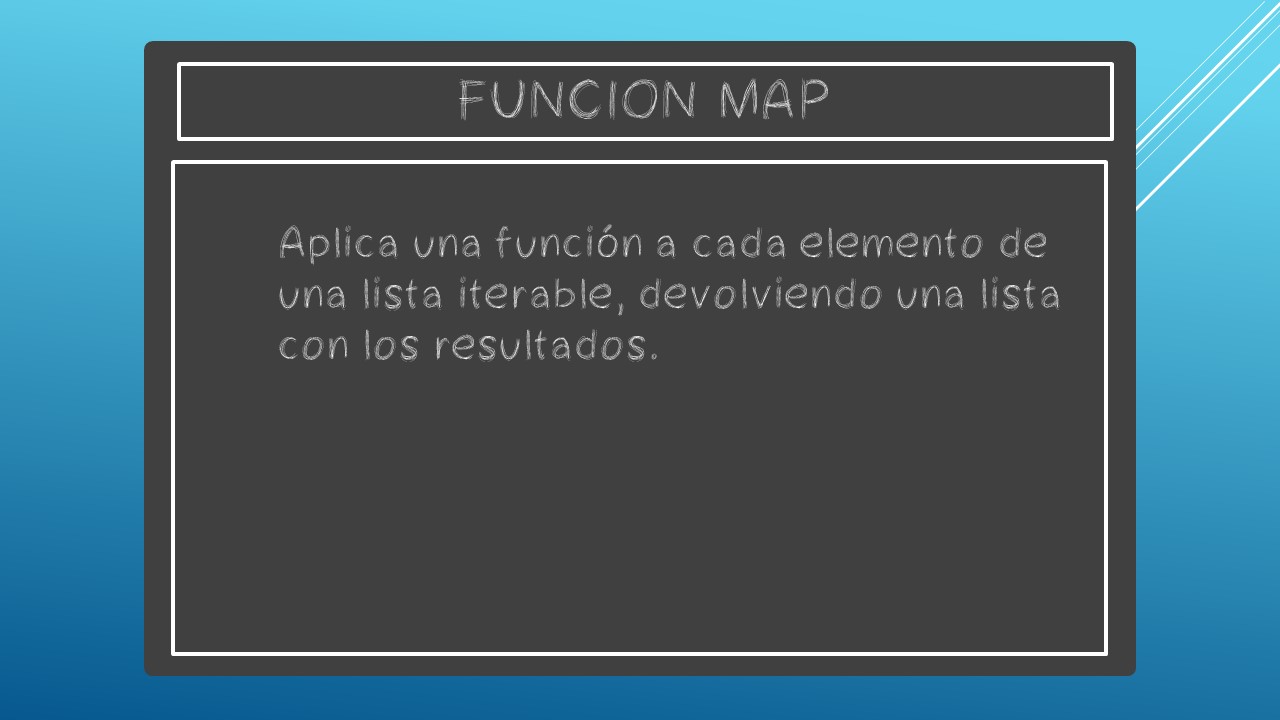 FUNCION MAP
Aplica una función a cada elemento de
una lista iterable, devolviendo una lista
con los resultados.